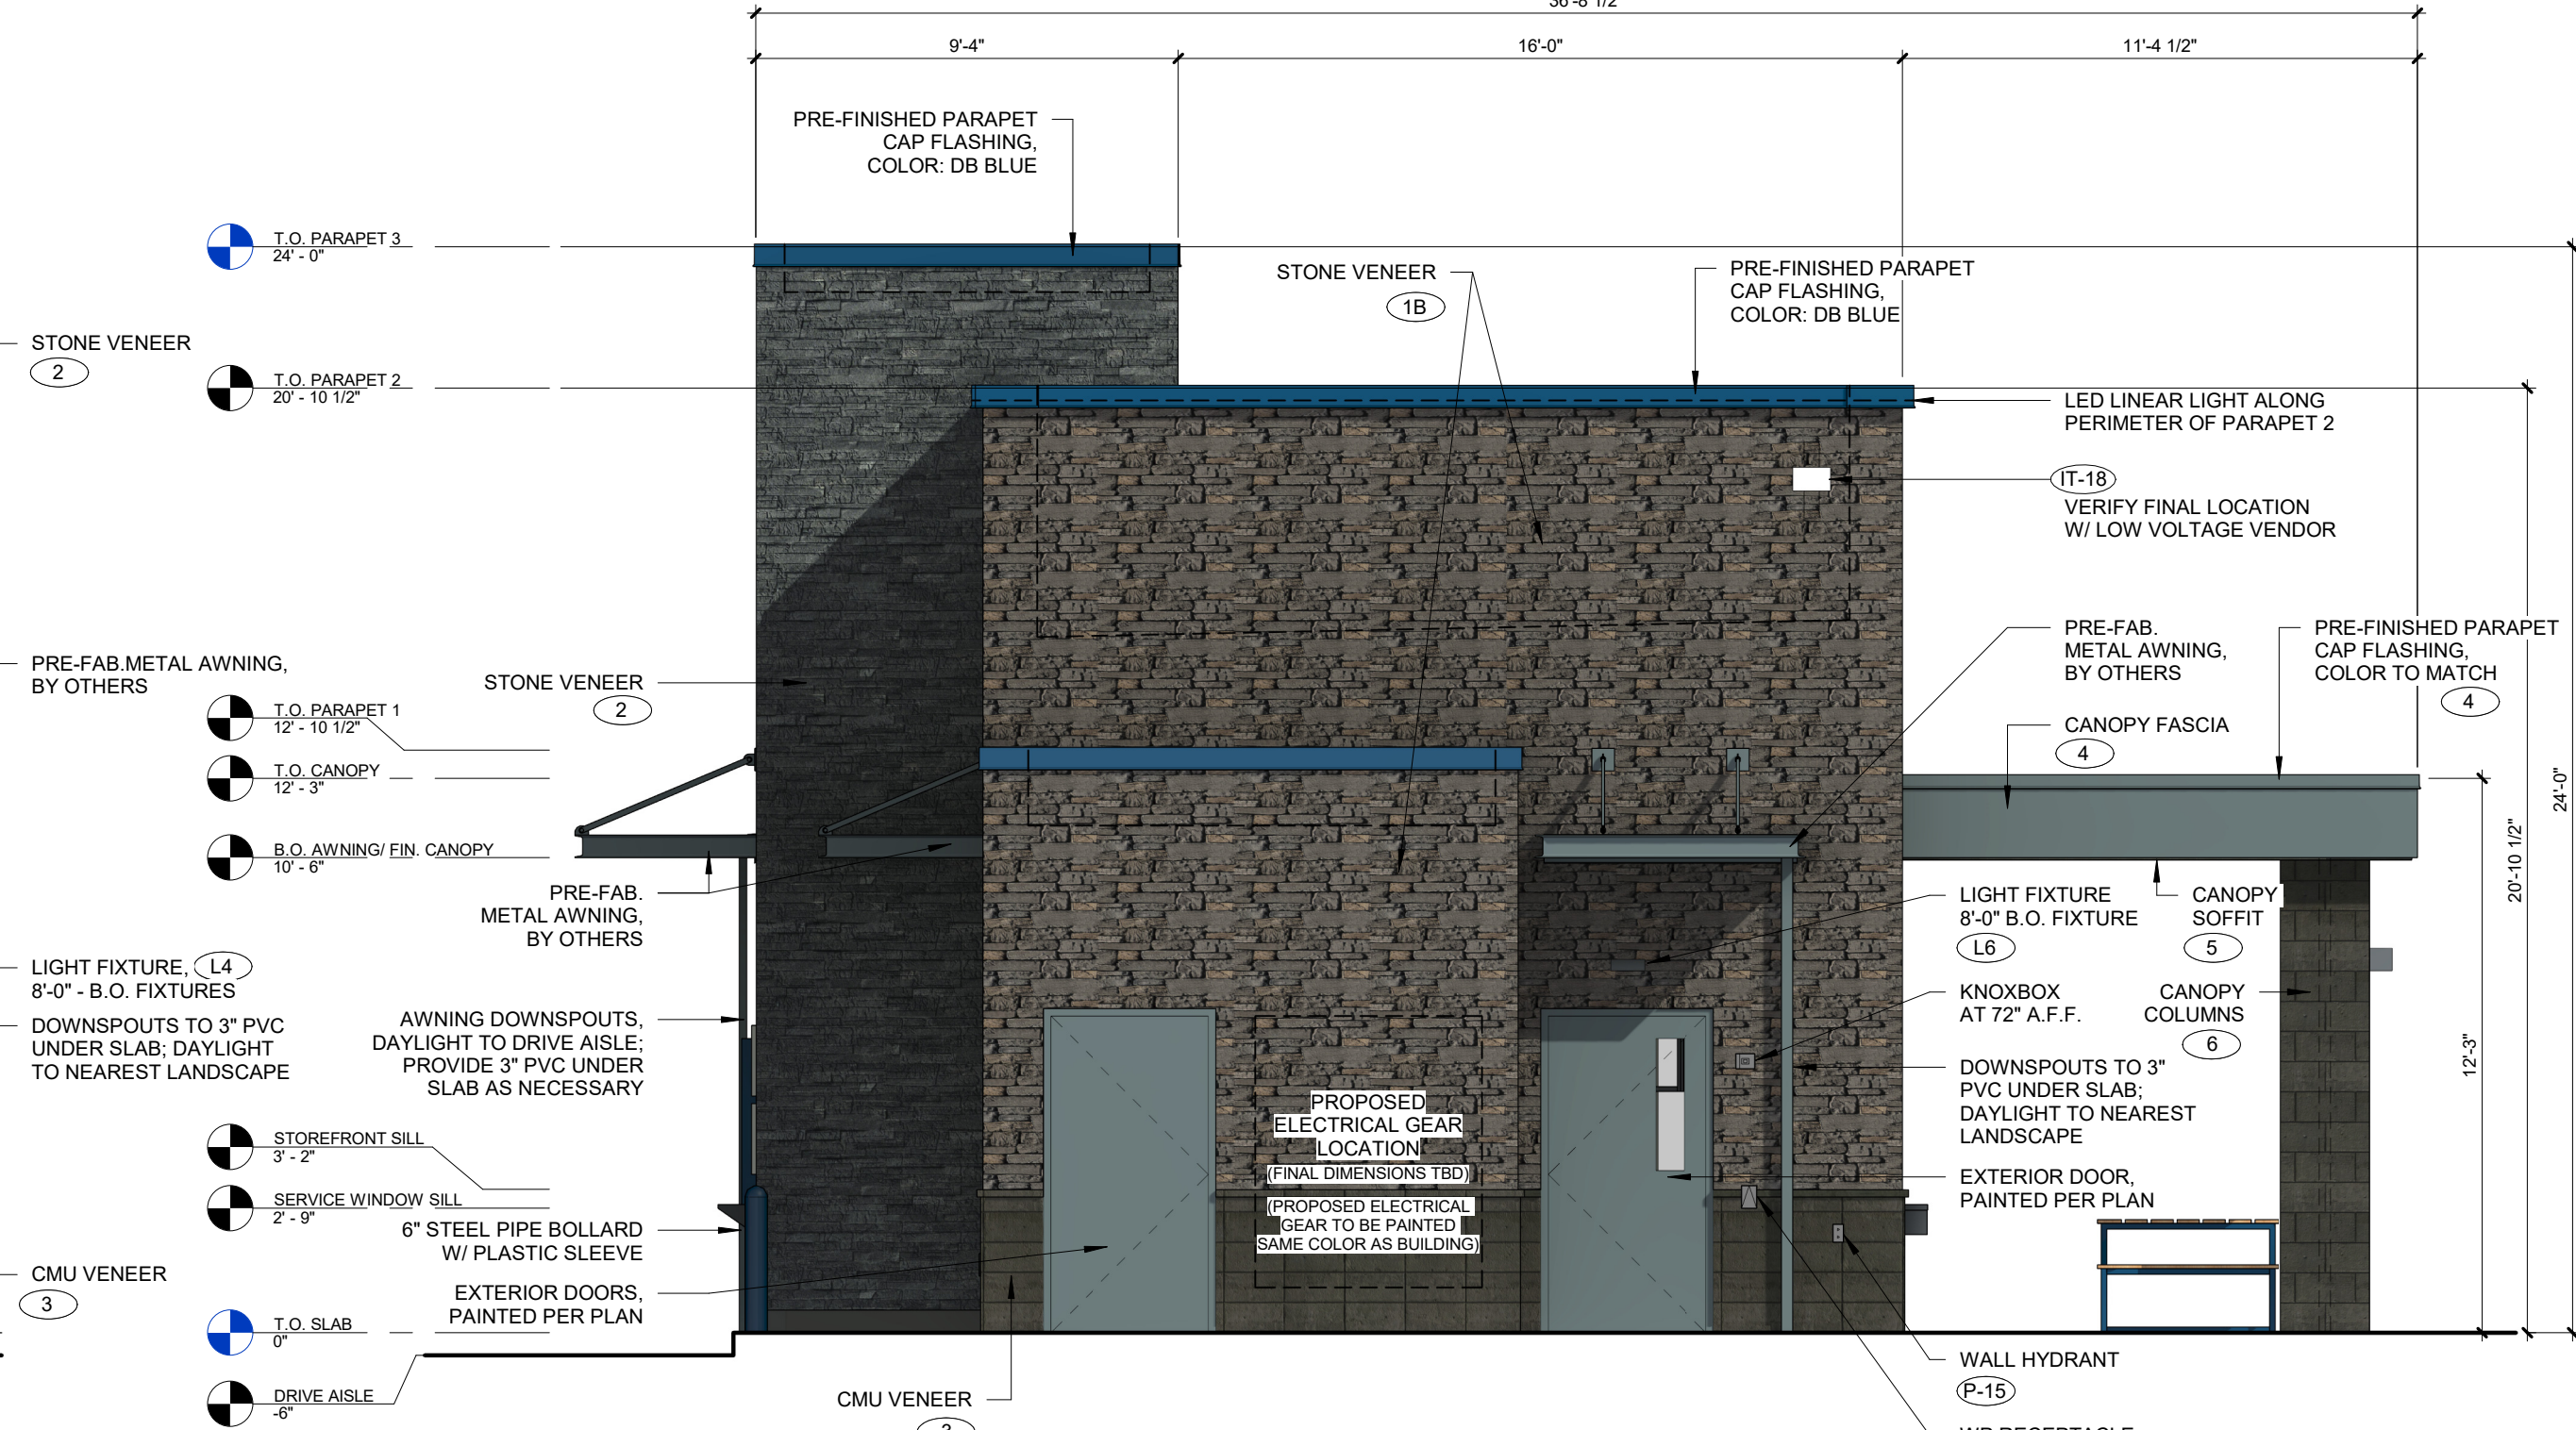 36'-8 1/2"
9'-4"
16'-0"
11'-4 1/2"
PRE-FINISHED PARAPET
CAP FLASHING,
COLOR: DB BLUE
T.O. PARAPET 3
24' - 0"
STONE VENEER
1B
PRE-FINISHED PARAPET
CAP FLASHING,
COLOR: DB BLUE
STONE VENEER
2
T.O. PARAPET 2
20' - 10 1/2"
LED LINEAR LIGHT ALONG
PERIMETER OF PARAPET 2
IT-18
VERIFY FINAL LOCATION
W/ LOW VOLTAGE VENDOR
PRE-FAB.METAL AWNING,
BY OTHERS
STONE VENEER
2
PRE-FAB.
METAL AWNING,
BY OTHERS
PRE-FINISHED PARAPET
CAP FLASHING,
COLOR TO MATCH
4
T.O. PARAPET 1
12' - 10 1/2"
CANOPY FASCIA
4
T.O. CANOPY
12' - 3"
24'-0"
B.O. AWNING/ FIN. CANOPY
10' - 6"
20'-10 1/2"
PRE-FAB.
METAL AWNING,
BY OTHERS
LIGHT FIXTURE
8'-0" B.O. FIXTURE
L6
CANOPY
SOFFIT
5
LIGHT FIXTURE, L4
8'-0" - B.O. FIXTURES
KNOXBOX
AT 72" A.F.F.
CANOPY
COLUMNS
6
DOWNSPOUTS TO 3" PVC
UNDER SLAB; DAYLIGHT
TO NEAREST LANDSCAPE
AWNING DOWNSPOUTS,
DAYLIGHT TO DRIVE AISLE;
PROVIDE 3" PVC UNDER
SLAB AS NECESSARY
12'-3"
DOWNSPOUTS TO 3"
PVC UNDER SLAB;
DAYLIGHT TO NEAREST
LANDSCAPE
PROPOSED
ELECTRICAL GEAR
LOCATION
(FINAL DIMENSIONS TBD)
(PROPOSED ELECTRICAL
GEAR TO BE PAINTED
SAME COLOR AS BUILDING)
STOREFRONT SILL
3' - 2"
EXTERIOR DOOR,
PAINTED PER PLAN
SERVICE WINDOW SILL
2' - 9"
6" STEEL PIPE BOLLARD
W/ PLASTIC SLEEVE
CMU VENEER
3
EXTERIOR DOORS,
PAINTED PER PLAN
T.O. SLAB
0"
WALL HYDRANT
P-15
DRIVE AISLE
-6"
CMU VENEER
3
WP RECEPTACLE